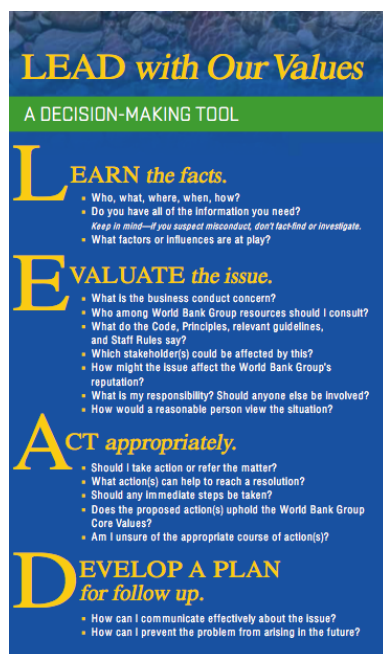 LEAD with Our Values
A DECISION-MAKING TOOL
LEARN the facts.
▪ Who, what, where, when, how?
▪ Do you have all of the information you need?
Keep in mind—if you suspect misconduct, don't fact-find or investigate.
▪ What factors or influences are at play?
EVALUATE the issue.
▪ What is the business conduct concern?
▪ Who among World Bank Group resources should I consult?
▪ What do the Code, Principles, relevant guidelines,
and Staff Rules say?
▪ Which stakeholder(s) could be affected by this?
▪ How might the issue affect the World Bank Group's
reputation?
▪ What is my responsibility? Should anyone else be involved?
▪ How would a reasonable person view the situation?
ACT appropriately.
▪ Should I take action or refer the matter?
▪ What action(s) can help to reach a resolution?
▪ Should any immediate steps be taken?
▪ Does the proposed action(s) uphold the World Bank Group
Core Values?
▪ Am I unsure of the appropriate course of action(s)?
DEVELOP A PLAN
for follow up.
▪ How can I communicate effectively about the issue?
▪ How can I prevent the problem from arising in the future?